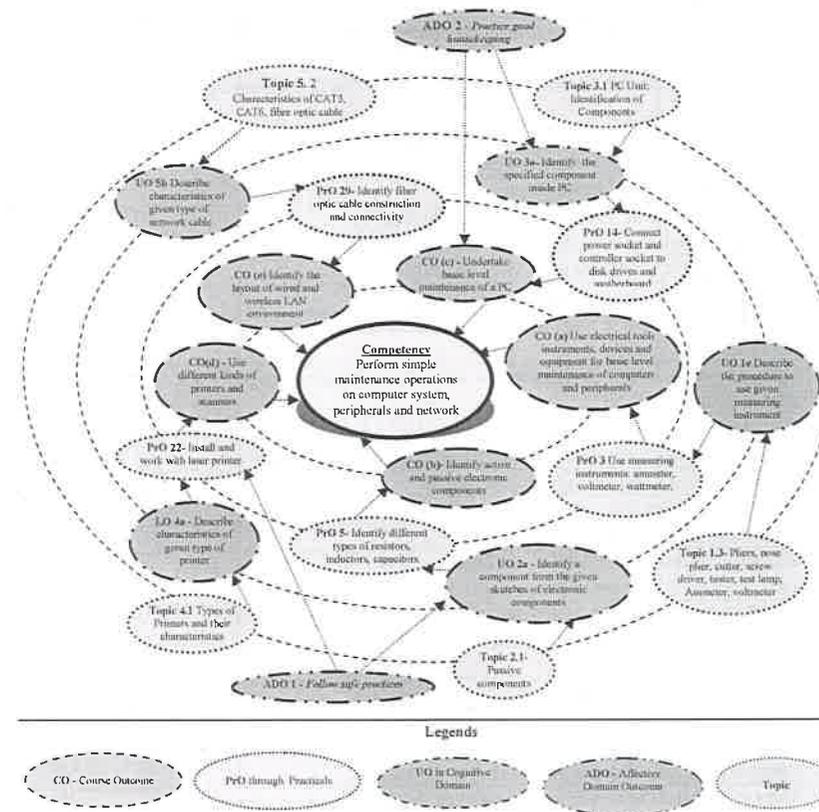 ADO 2 - Practice good
housekeeping
Topic 5. 2
Characteristics of CAT5,
CAT6, fibre optic cable
Topic 3.1 PC Unit:
Identification of
Components
UO 5b Describe
characteristics of
given type of
network cable
PrO 29- Identify fiber
optic cable construction
and connectivity
UO 3a- Identify the
specified component
inside PC
PrO 14- Connect
power socket and
controller socket to
disk drives and
motherboard
CO (e) Identify the
layout of wired and
wireless LAN
environment
CO (c) - Undertake
basic level
maintenance of a PC
CO(d) - Use
different kinds of
printers and
scanners
Competency
Perform simple
maintenance operations
on computer system,
peripherals and network
CO (a) Use electrical tools
instruments, devices and
component for basic level
maintenance of computers
and peripherals
UO 1e Describe
the procedure to
use given
measuring
instrument
PrO 22- Install and
work with laser printer
CO (b)- Identify active
and passive electronic
components
PrO 3 Use measuring
instruments: ammeter,
voltmeter, wattmeter,
4a - Describe
characteristics of
given type of
printer
PrO 5- Identify different
types of resistors,
inductors, capacitors
UO 2a - Identify a
component form the given
sketches of electronic
components
Topic 1.3- Pliers, nose
plier, cutter, screw
driver, tester, test lamp,
Ammeter, voltmeter
Topic 4.1 Types of
Printers and their
characteristics
Topic 2.1-
Passive
components
ADO 1 - Follow safe practices
Legends
CO - Course Outcome
PrO through Practicals
UO in Cognitive
Domain
ADO - Affective
Domain Outcome
Topic